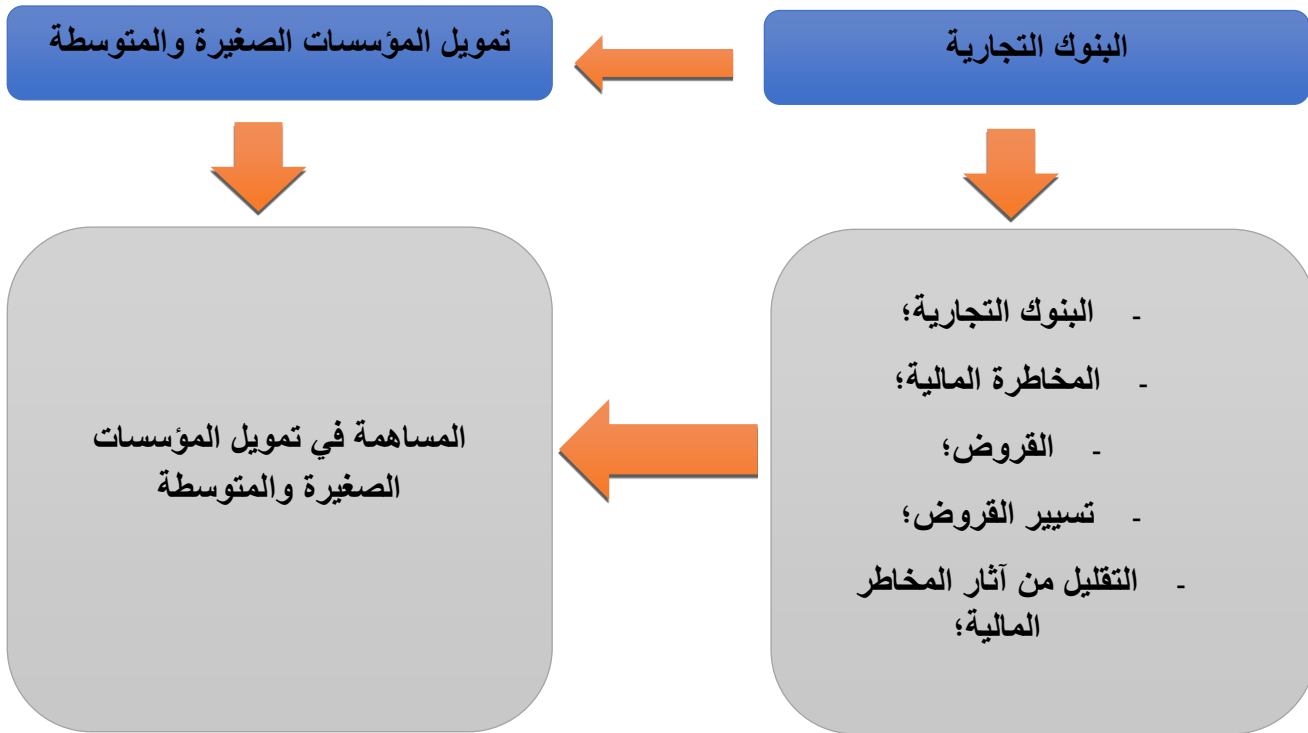 البنوك التجارية
تمويل المؤسسات الصغيرة والمتوسطة
- البنوك التجارية؛
- المخاطرة المالية؛
- القروض؛
- تسيير القروض؛
- التقليل من آثار المخاطر
المالية؛
المساهمة في تمويل المؤسسات
الصغيرة والمتوسطة